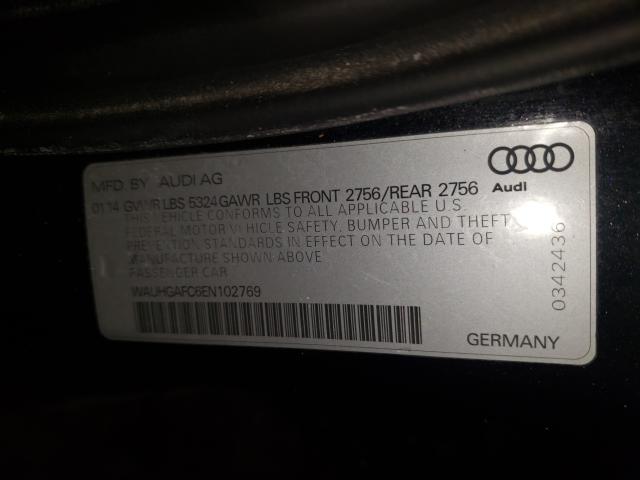 MFD. BY AUDI AG
01/14 GVWR LBS 5324 GAWR LBS FRONT 2756/REAR 2756
THIS VEHICLE CONFORMS TO ALL APPLICABLE U.S.
FEDERAL MOTOR VEHICLE SAFETY, BUMPER AND THEFT
PREVENTION STANDARDS IN EFFECT ON THE DATE OF
MANUFACTURE SHOWN ABOVE
PASSENGER CAR
WAUHGAFC6EN102769
Audi
0342436
GERMANY